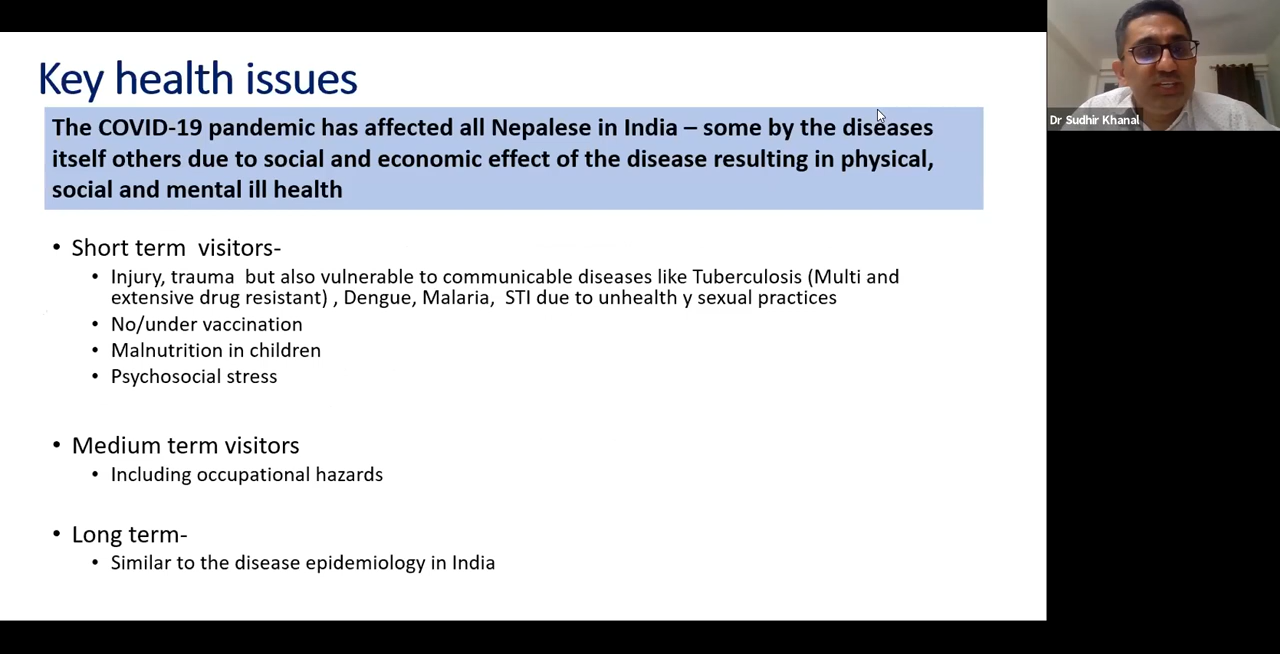 Key health issues
The COVID-19 pandemic has affected all Nepalese in India – some by the diseases
itself others due to social and economic effect of the disease resulting in physical,
social and mental ill health
• Short term  visitors-
• Injury, trauma  but also vulnerable to communicable diseases like Tuberculosis (Multi and
extensive drug resistant) , Dengue, Malaria,  STI due to unhealth y sexual practices
• No/under vaccination
• Malnutrition in children
• Psychosocial stress
• Medium term visitors
• Including occupational hazards
• Long term-
• Similar to the disease epidemiology in India
Dr Sudhir Khanal